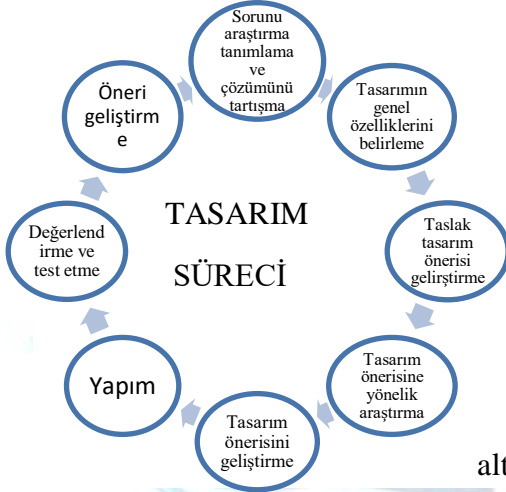 Sorunu
araştırma
tanımlama
ve
çözümünü
tartışma
Tasarımın
genel
özelliklerini
belirleme
Taslak
tasarım
önerisi
gelirştirme
Tasarım
önerisine
yönelik
araştırma
Tasarım
önerisini
geliştirme
Yapım
Değerlend
irme ve
test etme
Öneri
geliştirm
e
TASARIM
SÜRECİ
alt